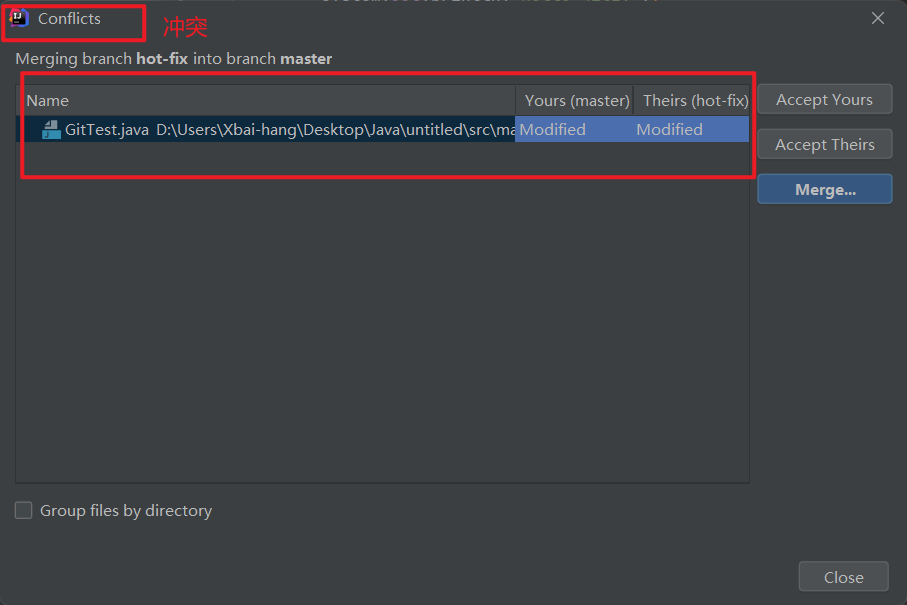 Conflicts
冲突
Merging branch hot-fix into branch master
Name Yours (master) Theirs (hot-fix)
GitTest.java D:\Users\Xbai-hang\Desktop\Java\untitled\src\ma Modified Modified
Accept Yours
Accept Theirs
Merge...
Group files by directory
Close